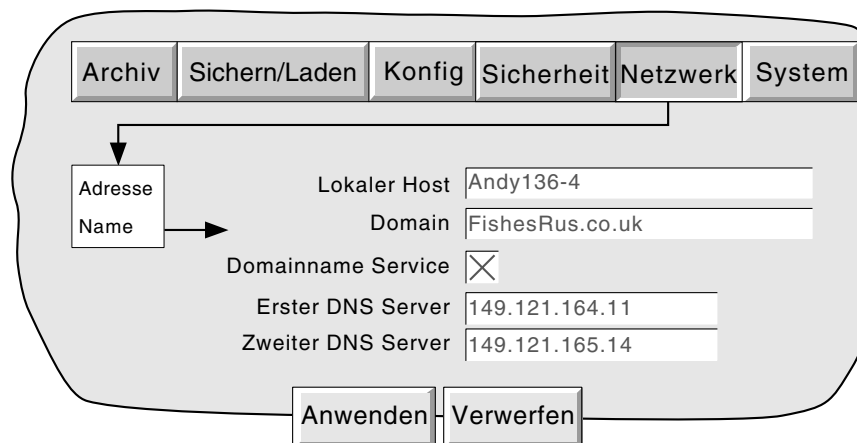 Archiv Sichern/Laden Konfig Sicherheit Netzwerk System
Adresse
Name
Lokaler Host Andy136-4
Domain FishesRus.co.uk
Domainname Service
Erster DNS Server 149.121.164.11
Zweiter DNS Server 149.121.165.14
Anwenden Verwerfen